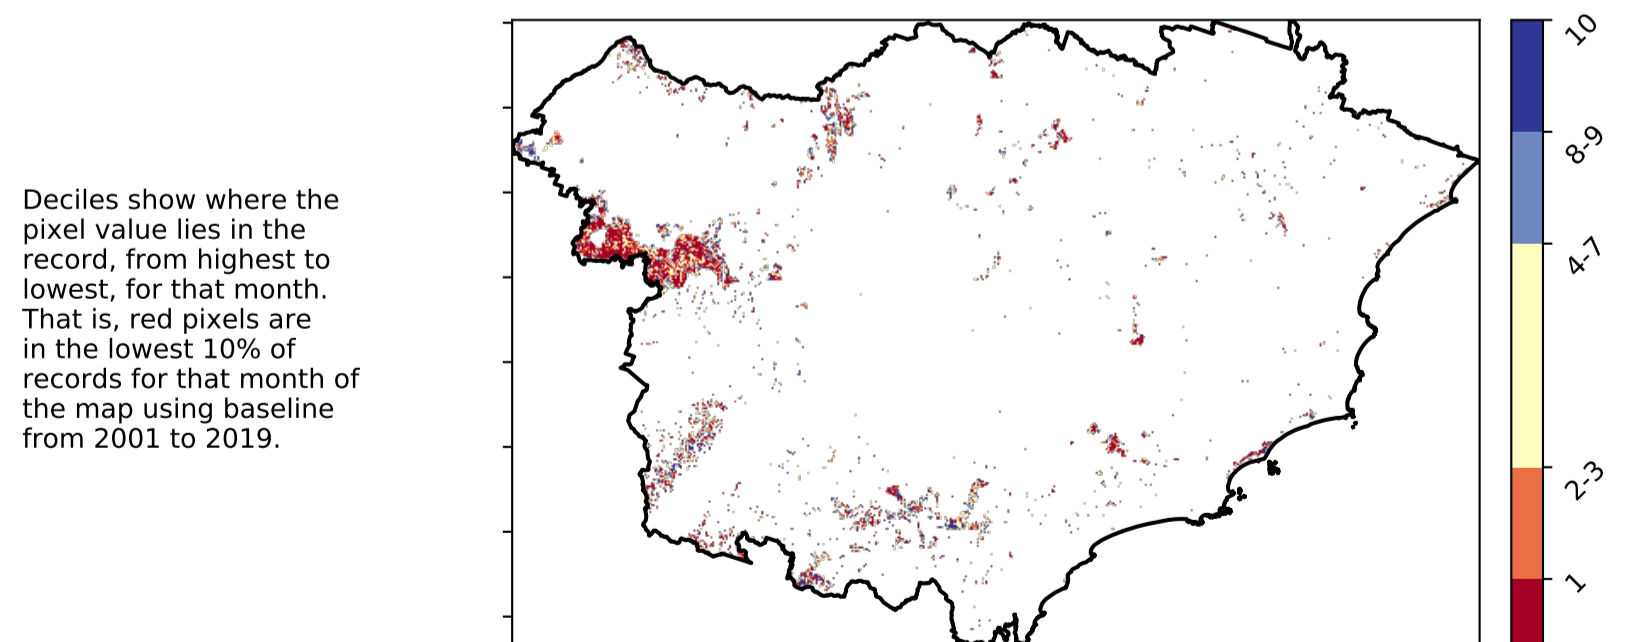 Deciles show where the
pixel value lies in the
record, from highest to
lowest, for that month.
That is, red pixels are
in the lowest 10% of
records for that month of
the map using baseline
from 2001 to 2019.
10
8-9
4-7
2-3
1